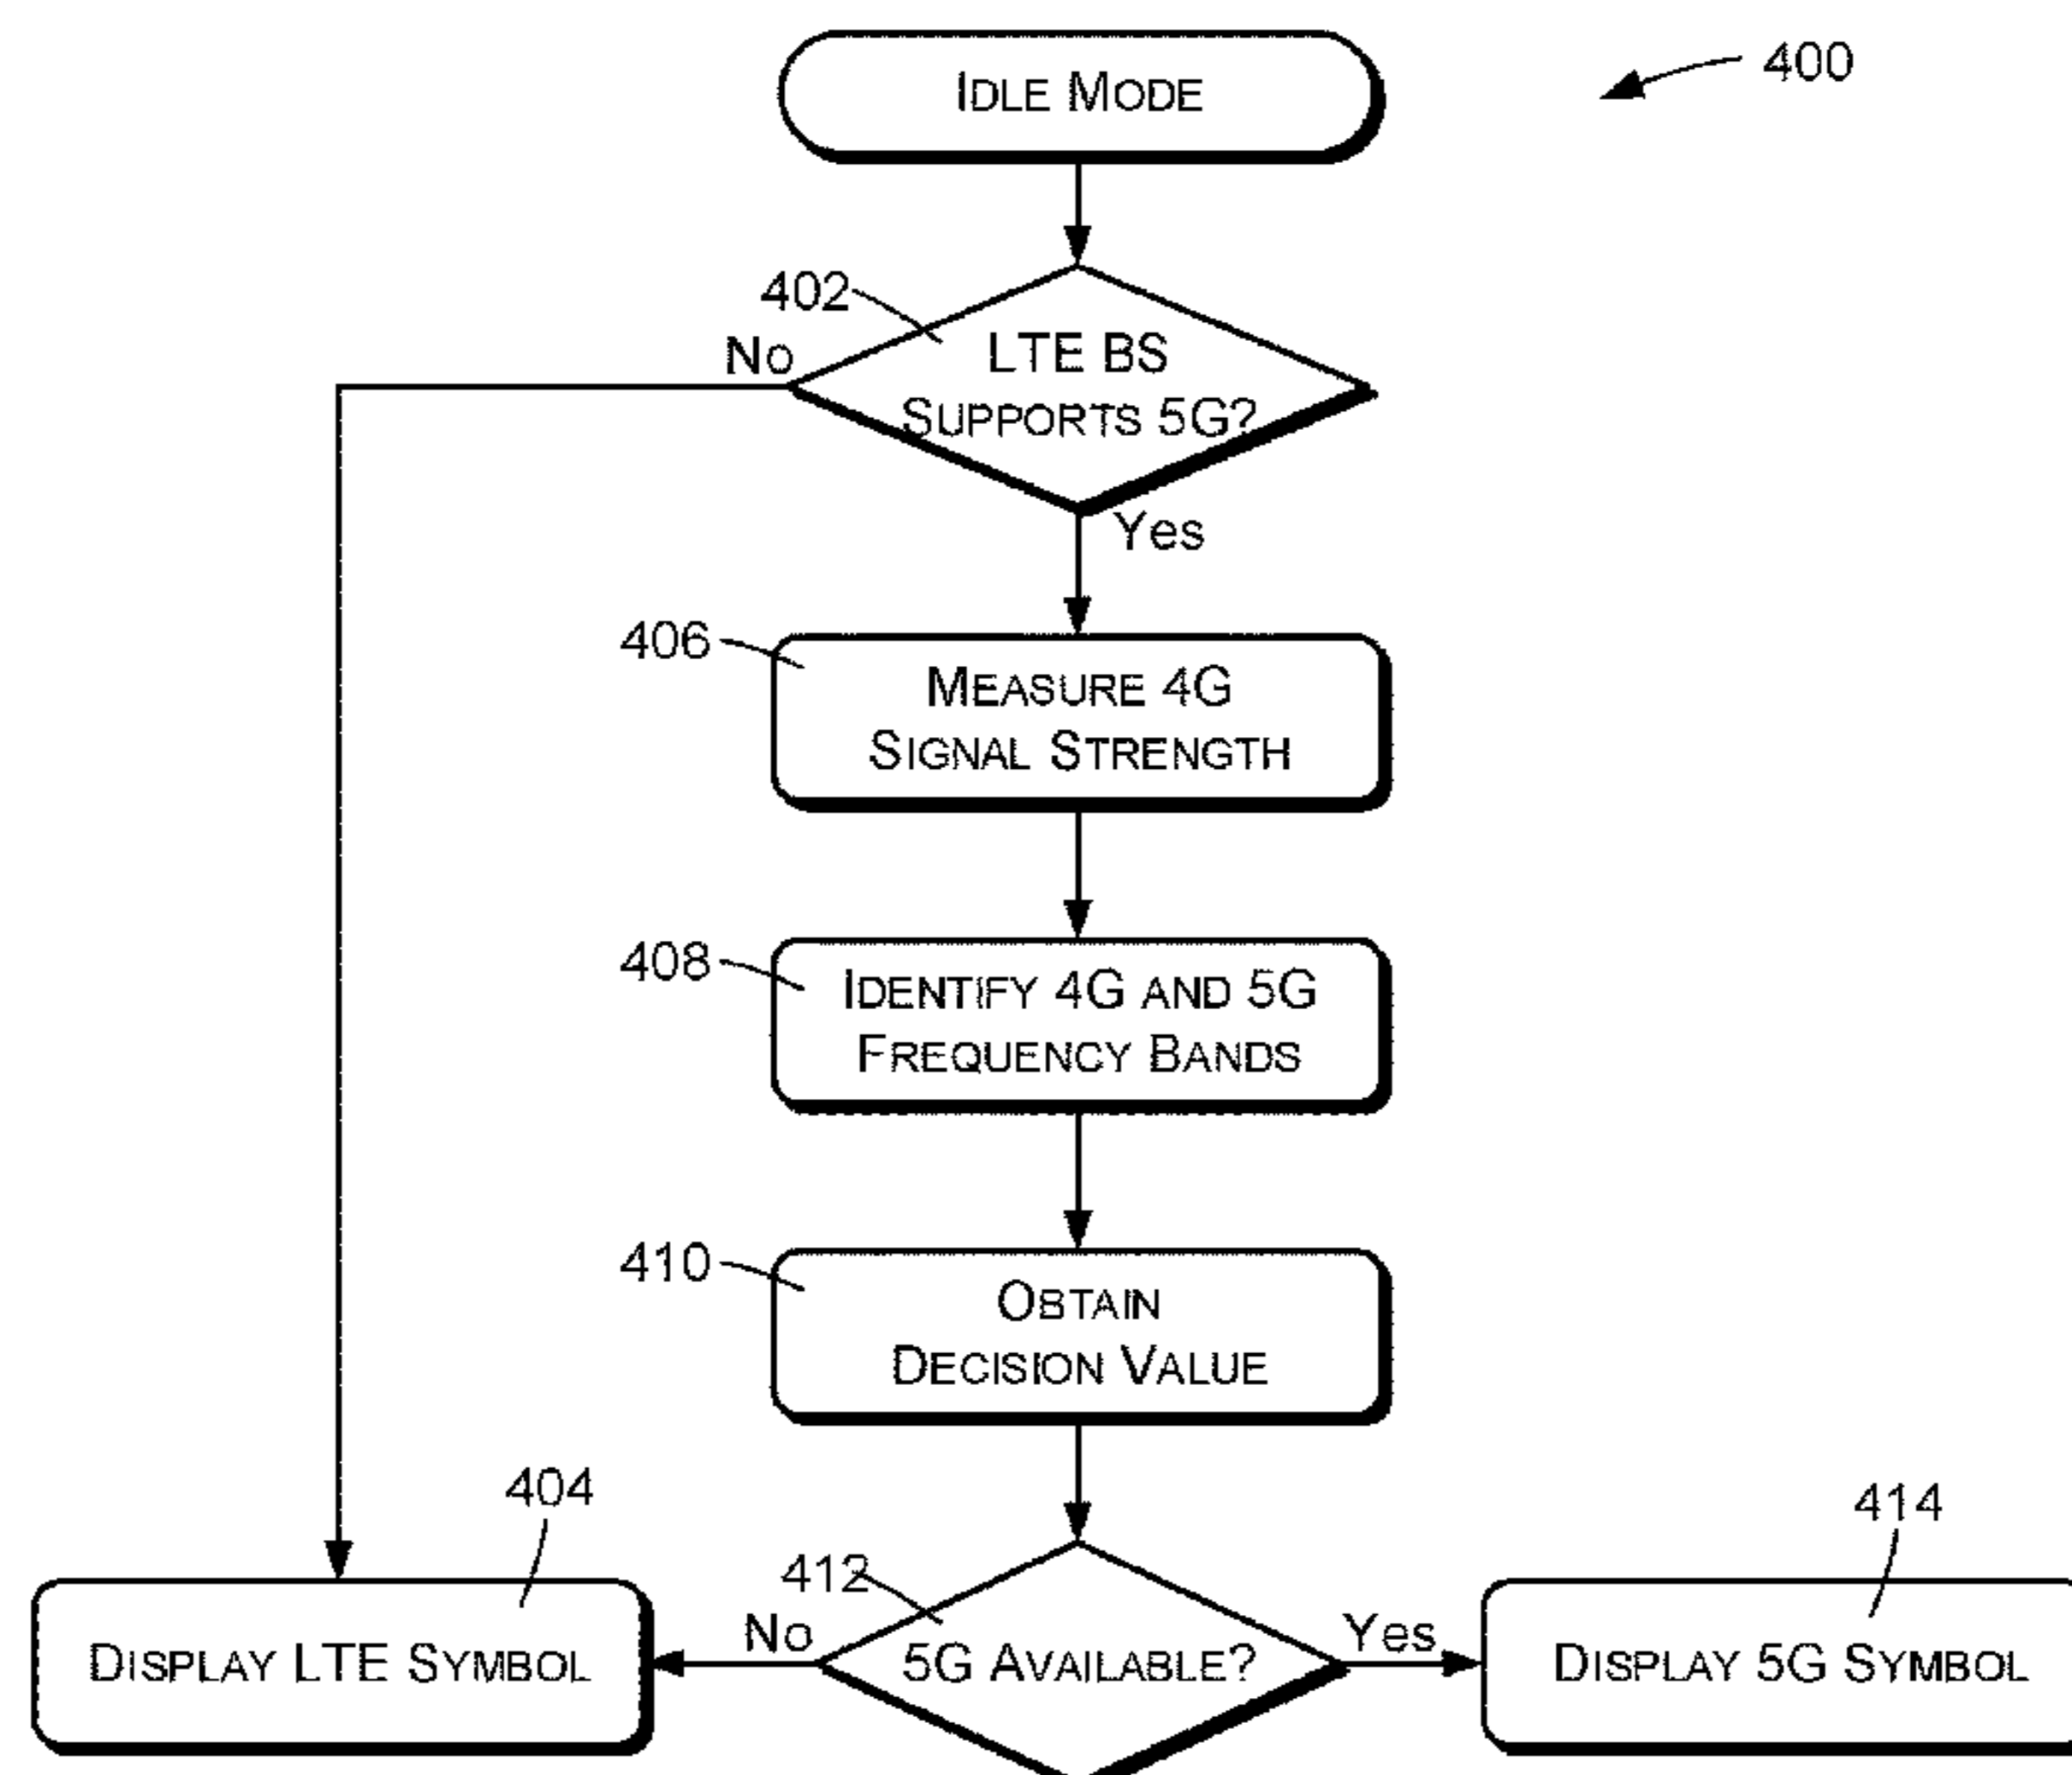 IDLE MODE
400
402
No
LTE BS
SUPPORTS 5G?
Yes
406
MEASURE 4G
SIGNAL STRENGTH
408
IDENTIFY 4G AND 5G
FREQUENCY BANDS
410
OBTAIN
DECISION VALUE
404
414
412
No
Yes
DISPLAY LTE SYMBOL
5G AVAILABLE?
DISPLAY 5G SYMBOL